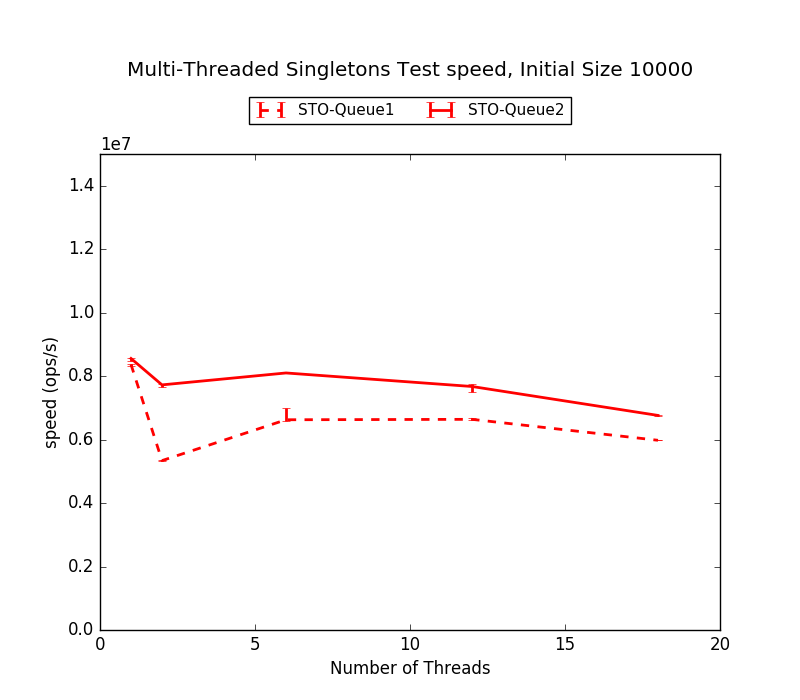 Multi-Threaded Singletons Test speed, Initial Size 10000
STO-Queue1 STO-Queue2
1e7
1.4
1.2
1.0
0.8
0.6
0.4
0.2
0.0
speed (ops/s)
0 5 10 15 20
Number of Threads